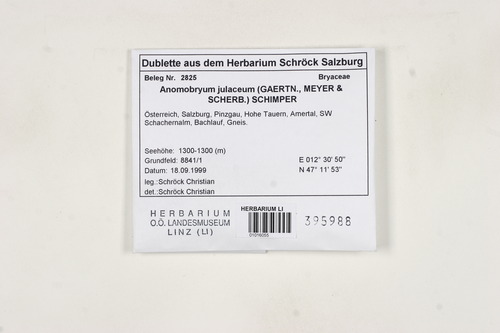 Dublette aus dem Herbarium Schröck Salzburg
Beleg Nr. 2825 Bryaceae
Anomobryum julaceum (GAERTN., MEYER &
SCHERB.) SCHIMPER
Österreich, Salzburg, Pinzgau, Hohe Tauern, Amertal, SW
Schachernalm, Bachlauf, Gneis.
Seehöhe: 1300-1300 (m)
Grundfeld: 8841/1 E 012° 30' 50"
Datum: 18.09.1999 N 47° 11' 53"
leg.:Schröck Christian
det.:Schröck Christian
HERBARIUM
O.Ö. LANDESMUSEUM
LINZ (LI)
HERBARIUM LI
01016055
395988